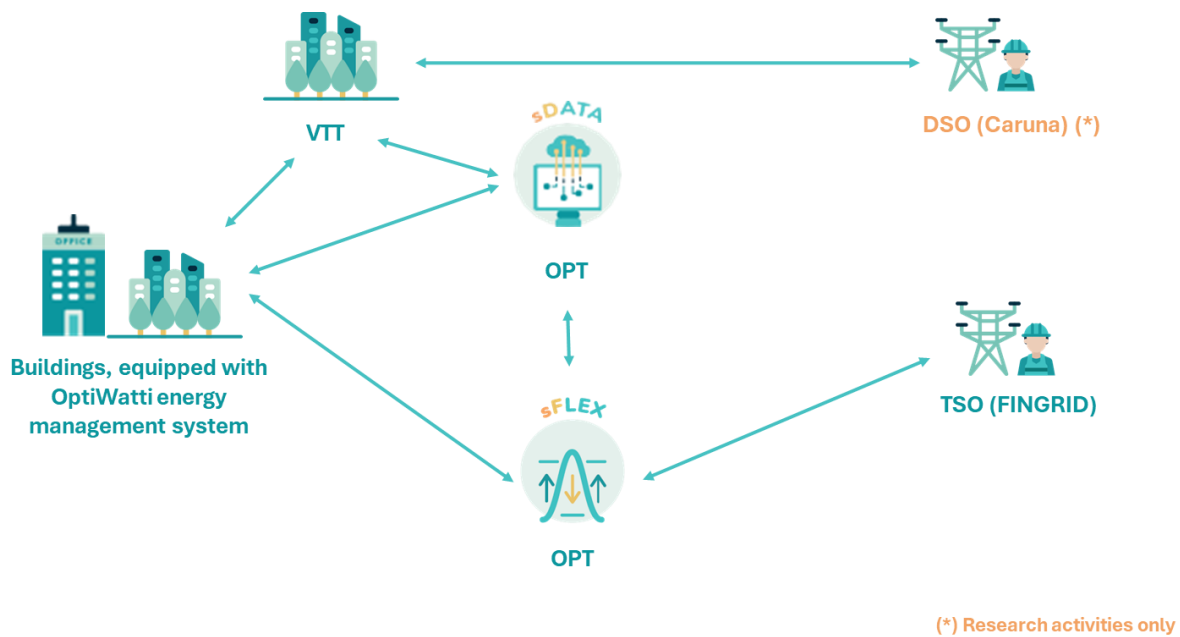 VTT
DSO (Caruna) (*)
sDATA
OPT
OFFICE
Buildings, equipped with
OptiWatti energy
management system
sFLEX
OPT
TSO (FINGRID)
(*) Research activities only